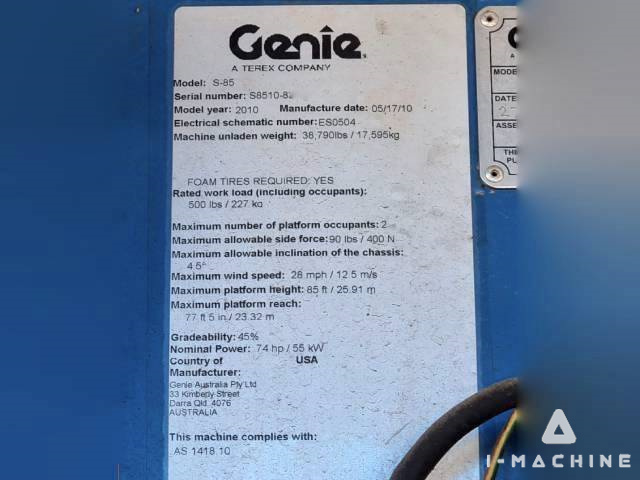 Genie
A TEREX COMPANY
Model: S-85
Serial number: S8510-8
Model year: 2010 Manufacture date: 05/17/10
Electrical schematic number: ES0504
Machine unladen weight: 38,790lbs / 17,595kg
FOAM TIRES REQUIRED: YES
Rated work load (including occupants):
500 lbs / 227 kg
Maximum number of platform occupants: 2
Maximum allowable side force: 90 lbs / 400 N
Maximum allowable inclination of the chassis:
4.5°
Maximum wind speed: 28 mph / 12.5 m/s
Maximum platform height: 85 ft / 25.91 m
Maximum platform reach:
77 ft 5 in / 23.32 m
Gradeability: 45%
Nominal Power: 74 hp / 55 kW
Country of USA
Manufacturer:
Genie Australia Pty Ltd
33 Kimberly Street
Darra Qld 4076
AUSTRALIA
This machine complies with:
AS 1418.10
A
MODE
DATE
ASSE
TH
PU
I-MACHINE